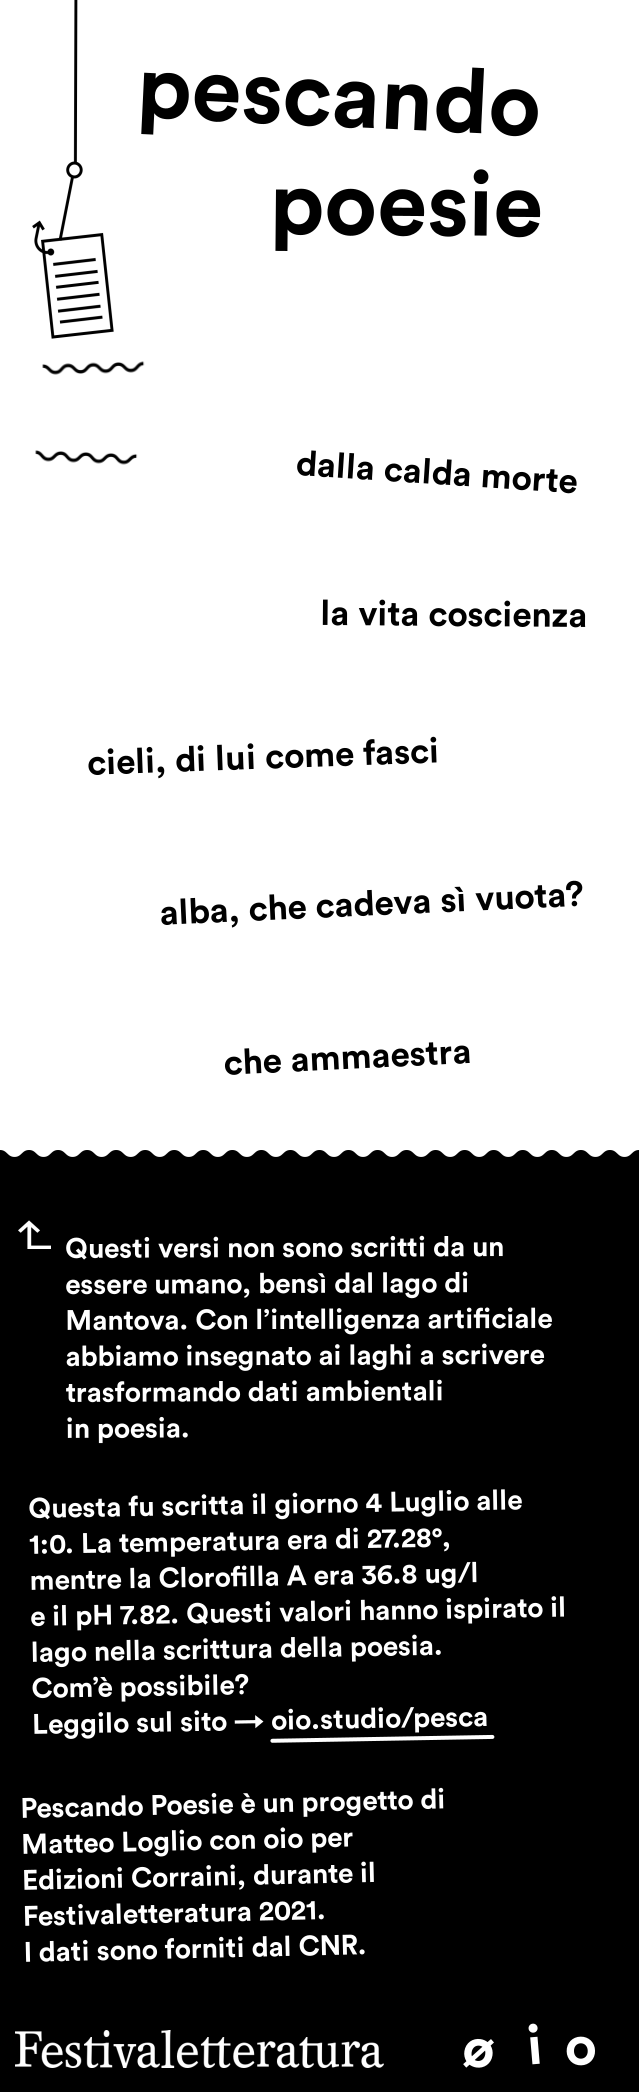 pescando
poesie
dalla calda morte
la vita coscienza
cieli, di lui come fasci
alba, che cadeva sì vuota?
che ammaestra
Questi versi non sono scritti da un
essere umano, bensì dal lago di
Mantova. Con l’intelligenza artificiale
abbiamo insegnato ai laghi a scrivere
trasformando dati ambientali
in poesia.
Questa fu scritta il giorno 4 Luglio alle
1:0. La temperatura era di 27.28°,
mentre la Clorofilla A era 36.8 ug/l
e il pH 7.82. Questi valori hanno ispirato il
lago nella scrittura della poesia.
Com’è possibile?
Leggilo sul sito → oio.studio/pesca
Pescando Poesie è un progetto di
Matteo Loglio con oio per
Edizioni Corraini, durante il
Festivaletteratura 2021.
I dati sono forniti dal CNR.
Festivaletteratura ø i o